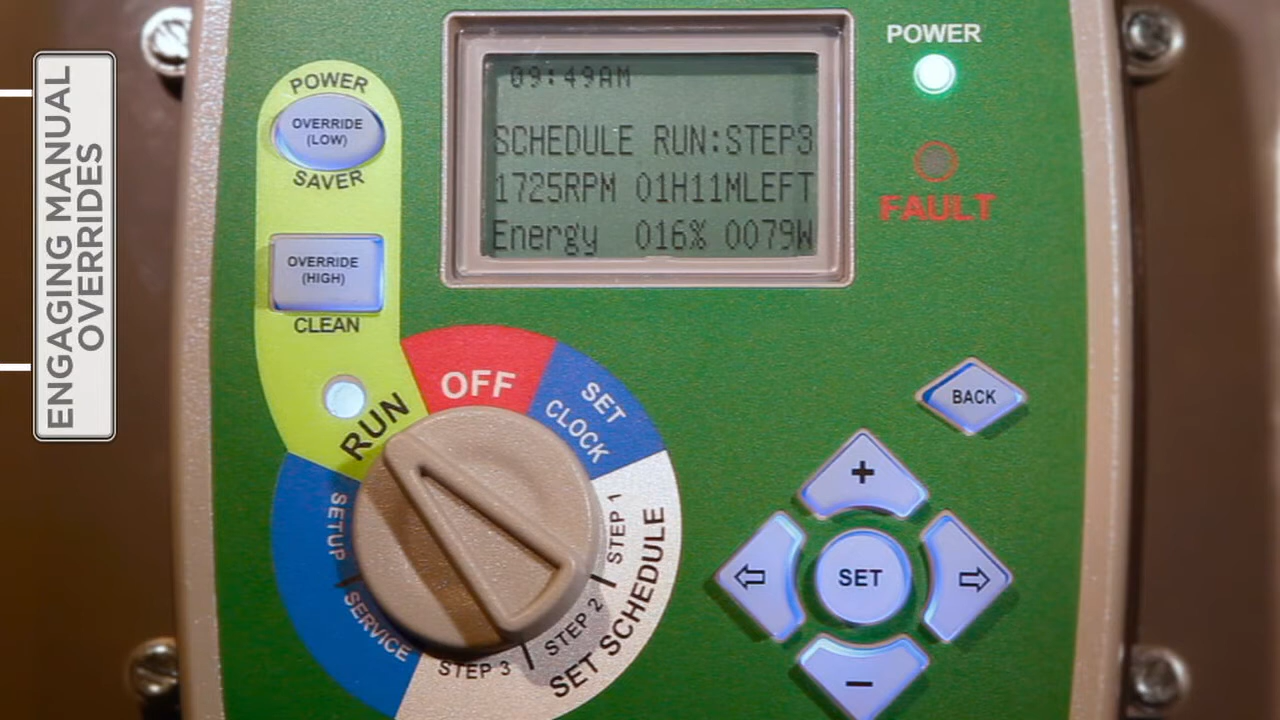 ENGAGING MANUAL
OVERRIDES
POWER
OVERRIDE
(LOW)
SAVER
OVERRIDE
(HIGH)
CLEAN
RUN
OFF
SET
CLOCK
STEP 1
STEP 2
STEP 3
SET SCHEDULE
SERVICE
SETUP
09:49AM
SCHEDULE RUN:STEP3
1725RPM 01H11MLEFT
Energy 016% 0079W
POWER
FAULT
BACK
+
SET
−